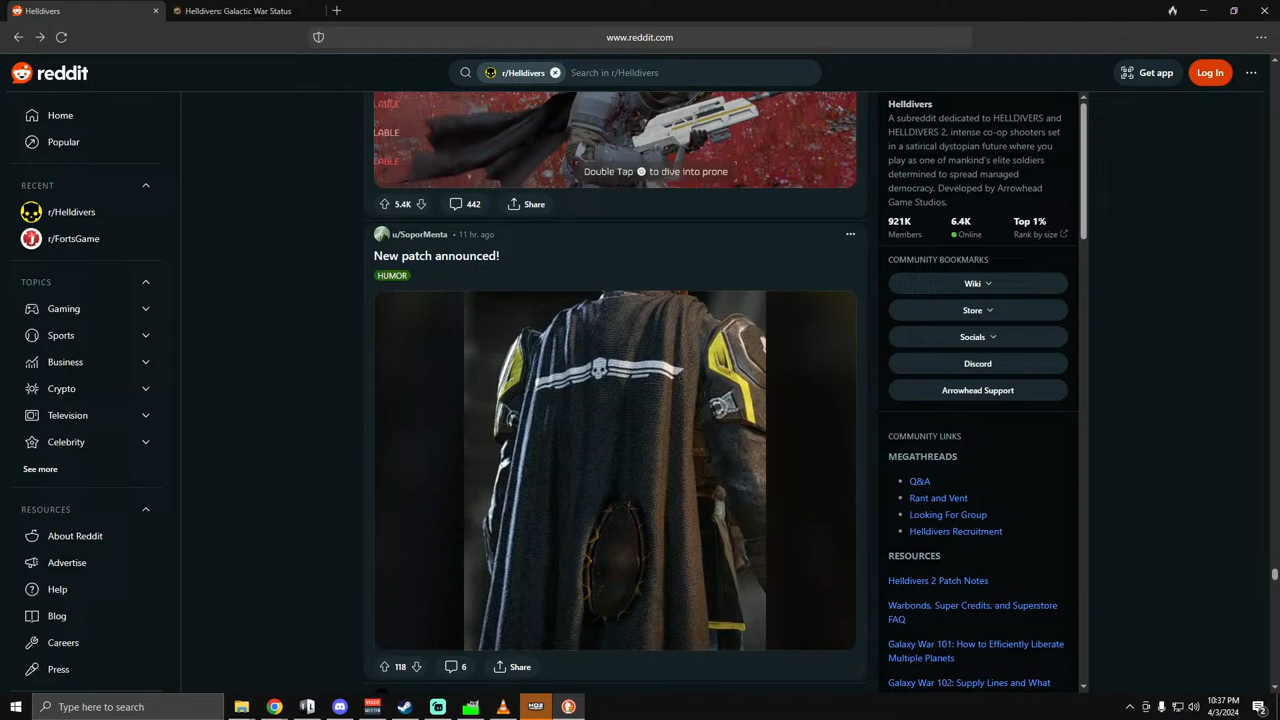 Helldivers
Helldivers: Galactic War Status
www.reddit.com
reddit
r/Helldivers
Search in r/Helldivers
Get app
Log In
Home
Popular
RECENT
r/Helldivers
r/FortsGame
TOPICS
Gaming
Sports
Business
Crypto
Television
Celebrity
See more
RESOURCES
About Reddit
Advertise
Help
Blog
Careers
Press
LABLE
LABLE
LABLE
Double Tap to dive into prone
5.4K
442
Share
u/SoporMenta • 11 hr. ago
New patch announced!
HUMOR
118
6
Share
Helldivers
A subreddit dedicated to HELLDIVERS and
HELLDIVERS 2, intense co-op shooters set
in a satirical dystopian future where you
play as one of mankind's elite soldiers
determined to spread managed
democracy. Developed by Arrowhead
Game Studios.
921K 6.4K Top 1%
Members Online Rank by size
COMMUNITY BOOKMARKS
Wiki
Store
Socials
Discord
Arrowhead Support
COMMUNITY LINKS
MEGATHREADS
Q&A
Rant and Vent
Looking For Group
Helldivers Recruitment
RESOURCES
Helldivers 2 Patch Notes
Warbonds, Super Credits, and Superstore
FAQ
Galaxy War 101: How to Efficiently Liberate
Multiple Planets
Galaxy War 102: Supply Lines and What
Type here to search
VOICE
MEETER
HD2
10:37 PM
4/3/2024
2